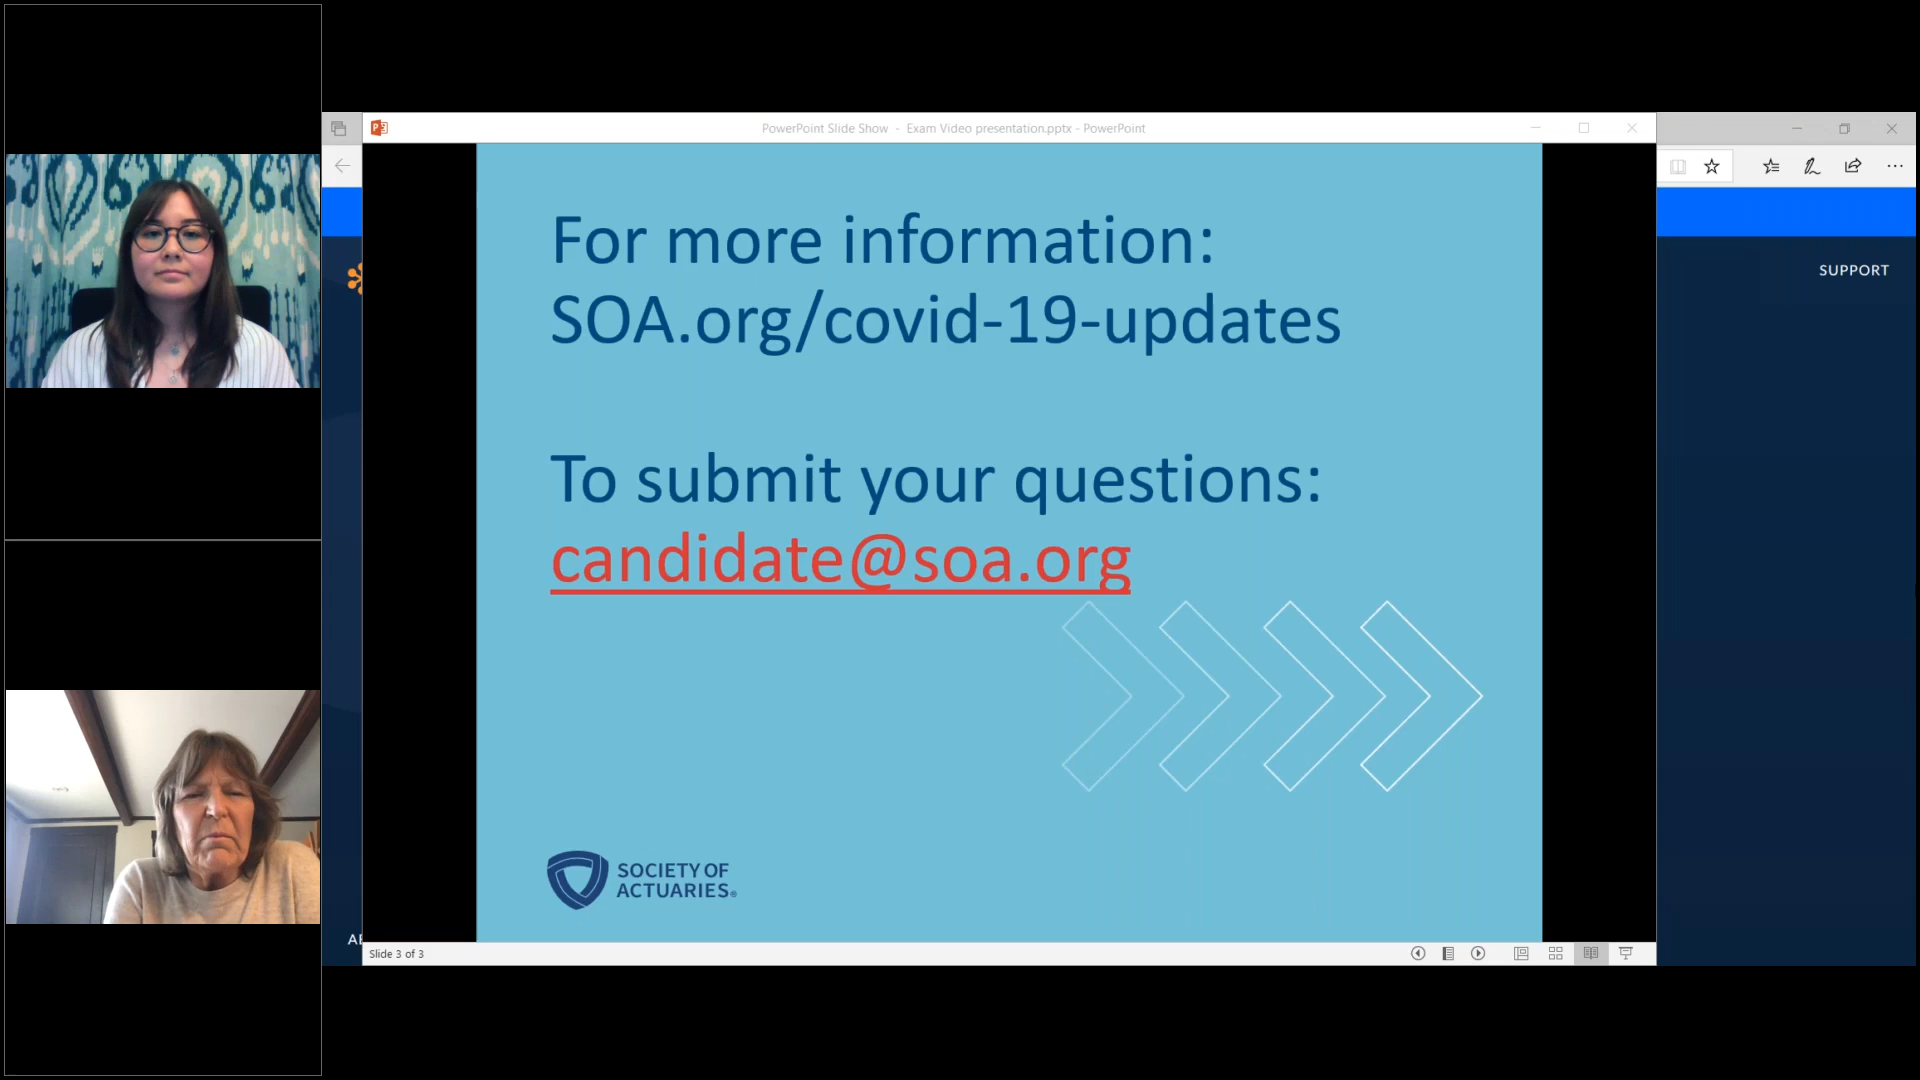 PowerPoint Slide Show - Exam Video presentation.pptx - PowerPoint
For more information:
SOA.org/covid-19-updates
SUPPORT
To submit your questions:
candidate@soa.org
SOCIETY OF
ACTUARIES®
Slide 3 of 3